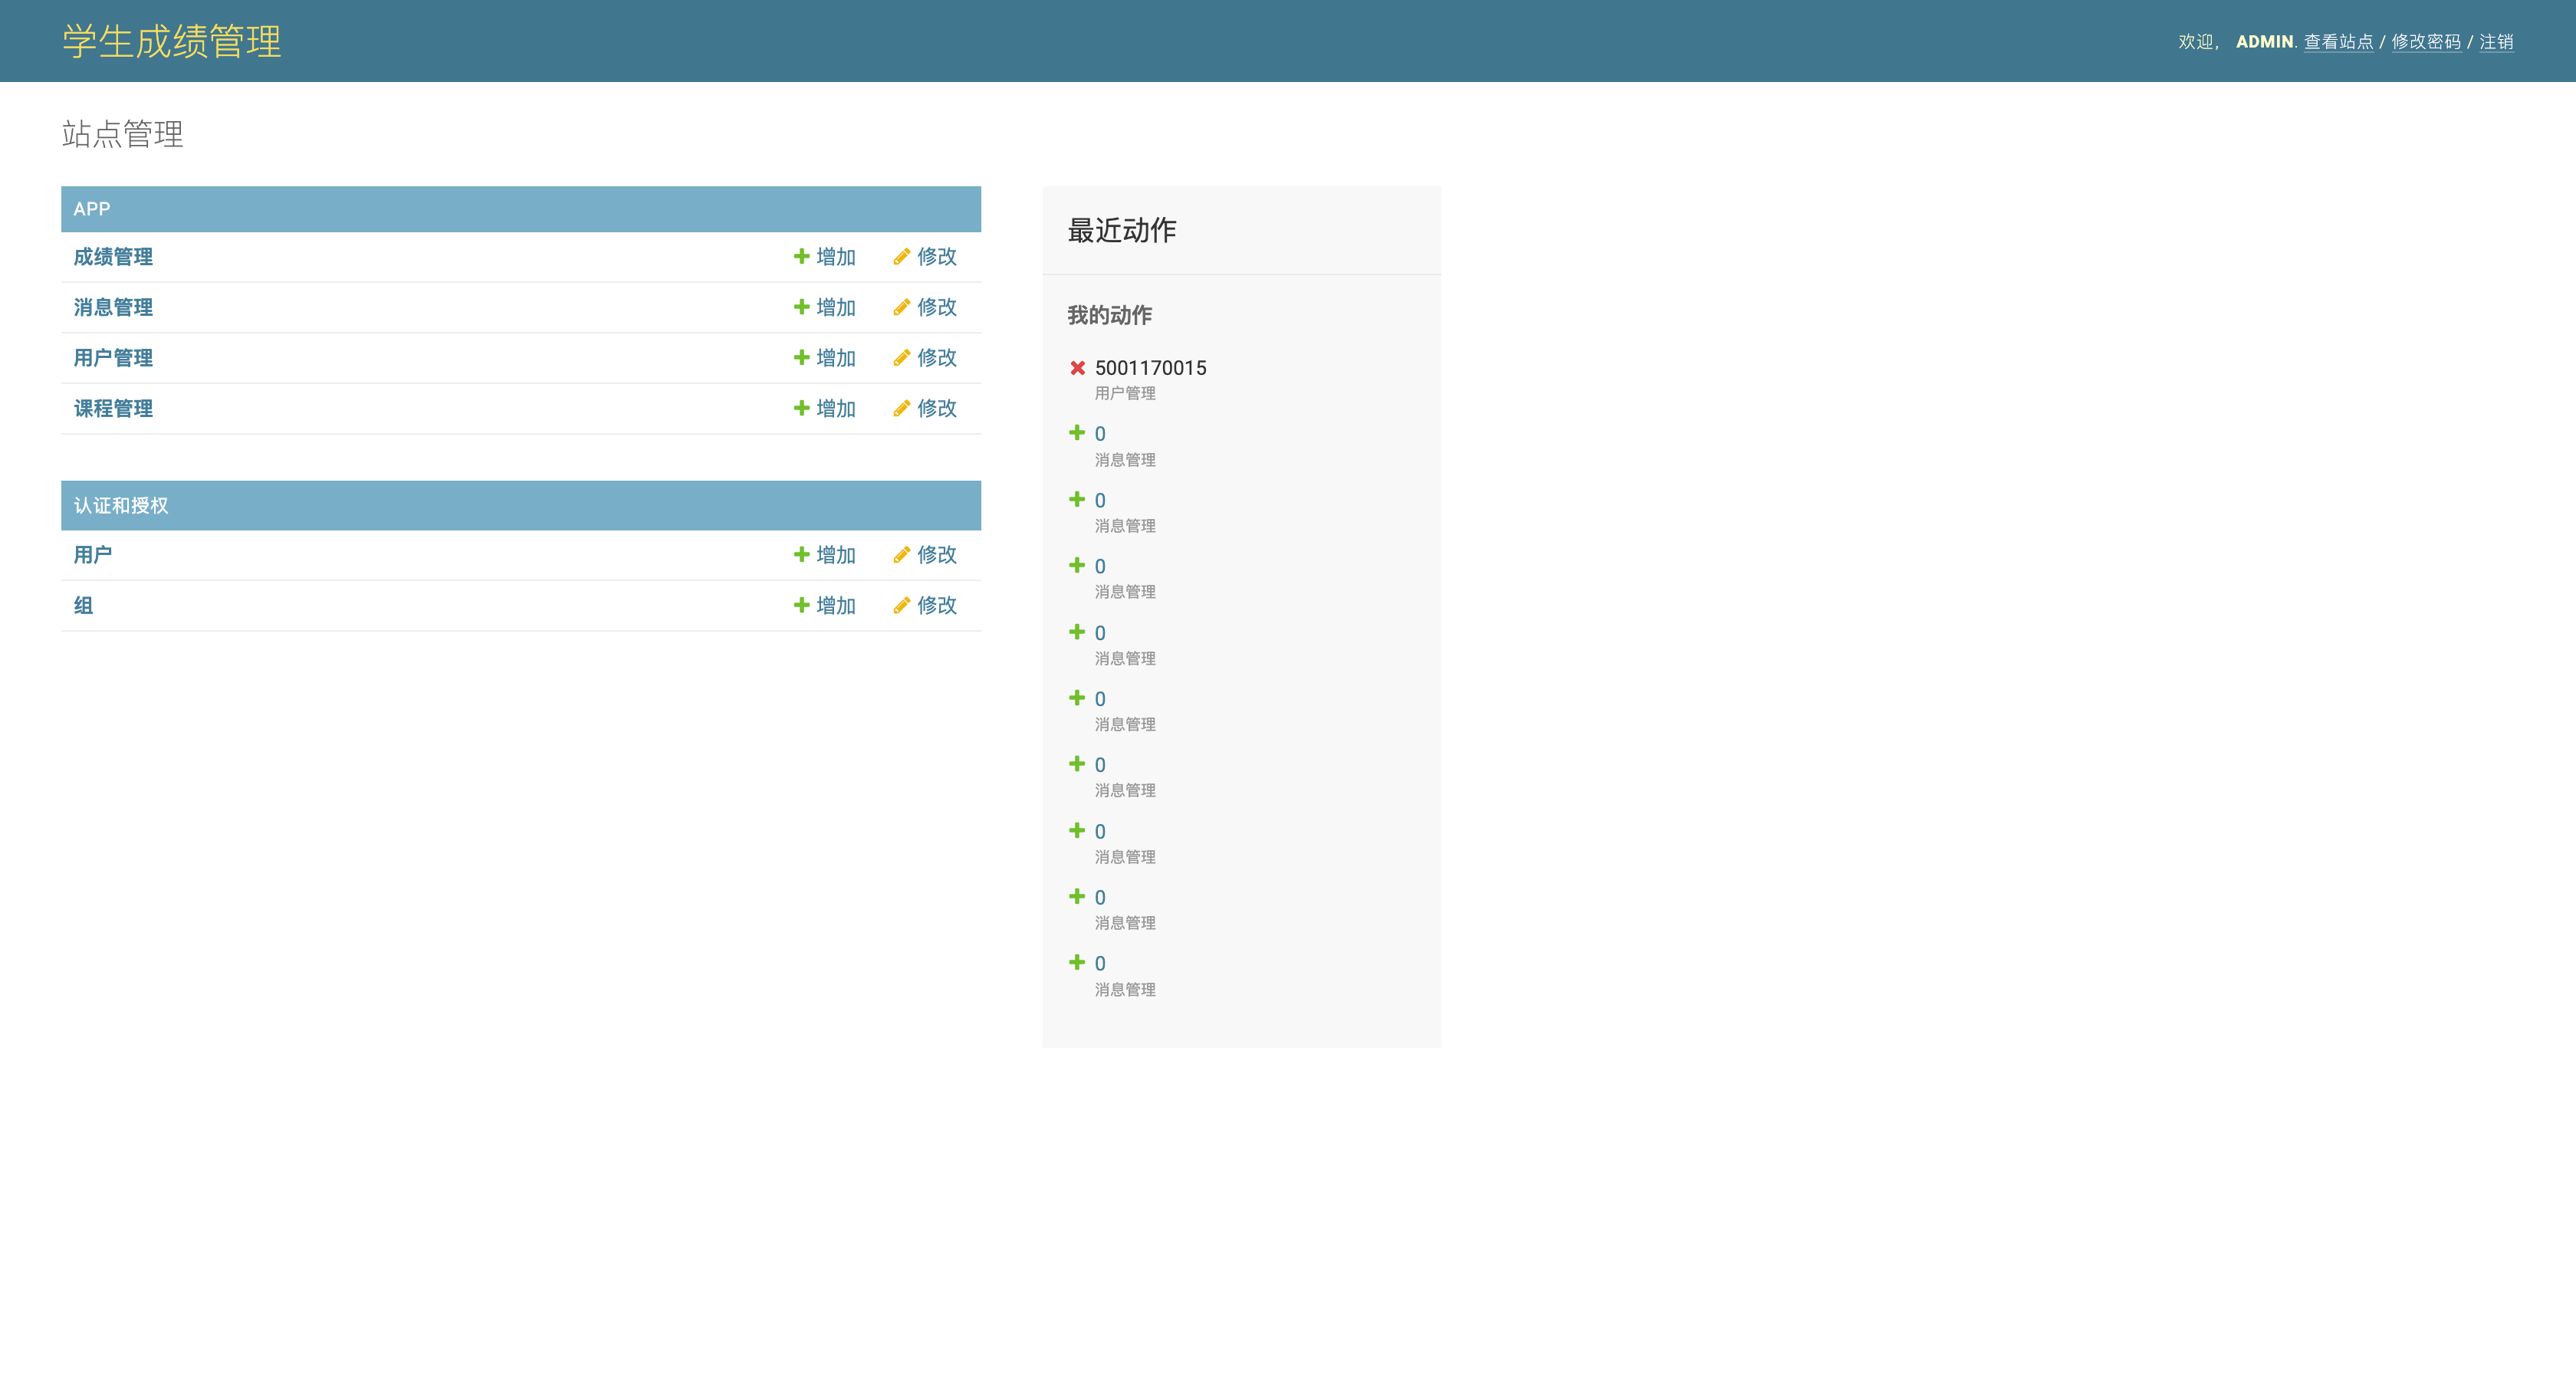 学生成绩管理
欢迎， ADMIN. 查看站点 / 修改密码 / 注销
站点管理
APP
成绩管理 增加 修改
消息管理 增加 修改
用户管理 增加 修改
课程管理 增加 修改
认证和授权
用户 增加 修改
组 增加 修改
最近动作
我的动作
5001170015
用户管理
0
消息管理
0
消息管理
0
消息管理
0
消息管理
0
消息管理
0
消息管理
0
消息管理
0
消息管理
0
消息管理